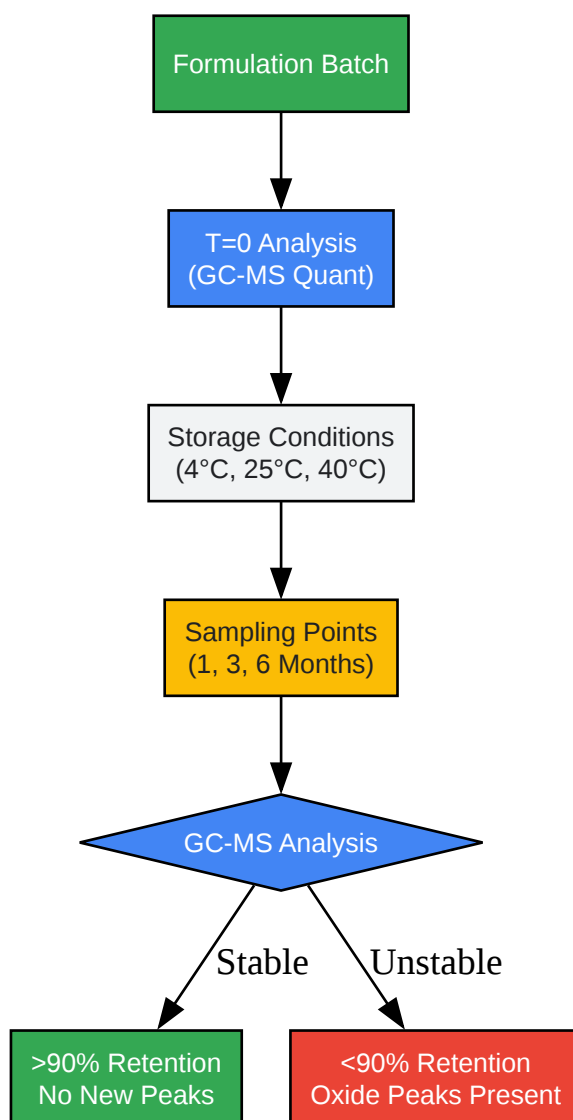 Formulation Batch
T=0 Analysis
(GC-MS Quant)
Storage Conditions
(4°C, 25°C, 40°C)
Sampling Points
(1, 3, 6 Months)
GC-MS Analysis
Stable
Unstable
>90% Retention
No New Peaks
<90% Retention
Oxide Peaks Present